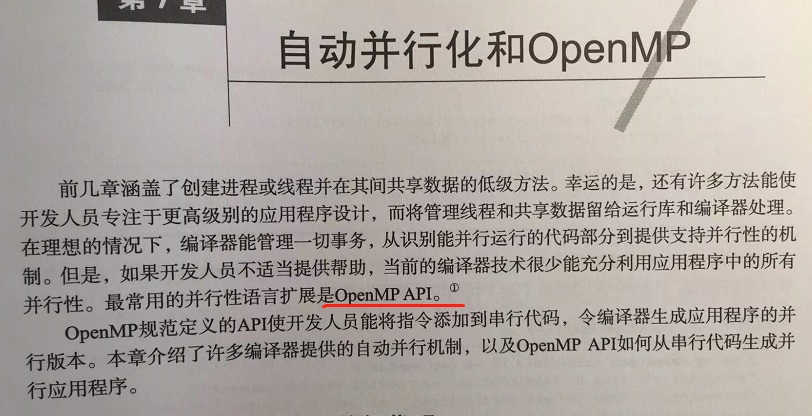 第7章
自动并行化和OpenMP
前几章涵盖了创建进程或线程并在其间共享数据的低级方法。幸运的是，还有许多方法能使
开发人员专注于更高级别的应用程序设计，而将管理线程和共享数据留给运行库和编译器处理。
在理想的情况下，编译器能管理一切事务，从识别能并行运行的代码部分到提供支持并行性的机
制。但是，如果开发人员不适当提供帮助，当前的编译器技术很少能充分利用应用程序中的所有
并行性。最常用的并行性语言扩展是OpenMP API。①
OpenMP规范定义的API使开发人员能将指令添加到串行代码，令编译器生成应用程序的并
行版本。本章介绍了许多编译器提供的自动并行机制，以及OpenMP API如何从串行代码生成并
行应用程序。